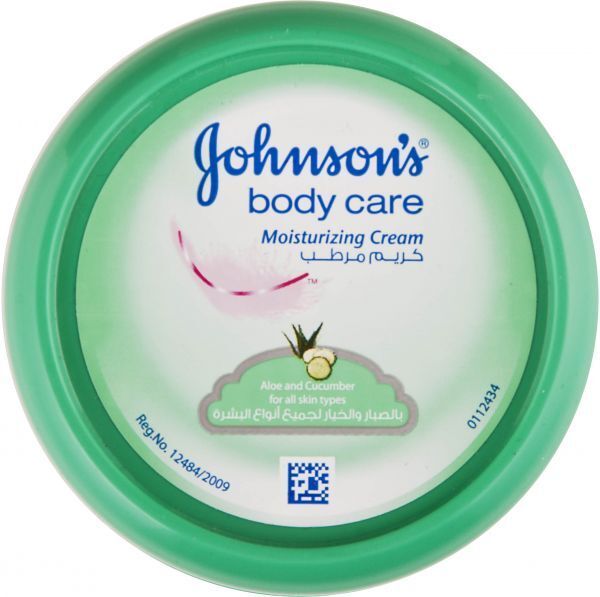 Johnson's®
body care
Moisturizing Cream
كريم مرطب
™
Aloe and Cucumber
for all skin types
بالصبار والخيار لجميع أنواع البشرة
Reg.No. 12484/2009
0112434